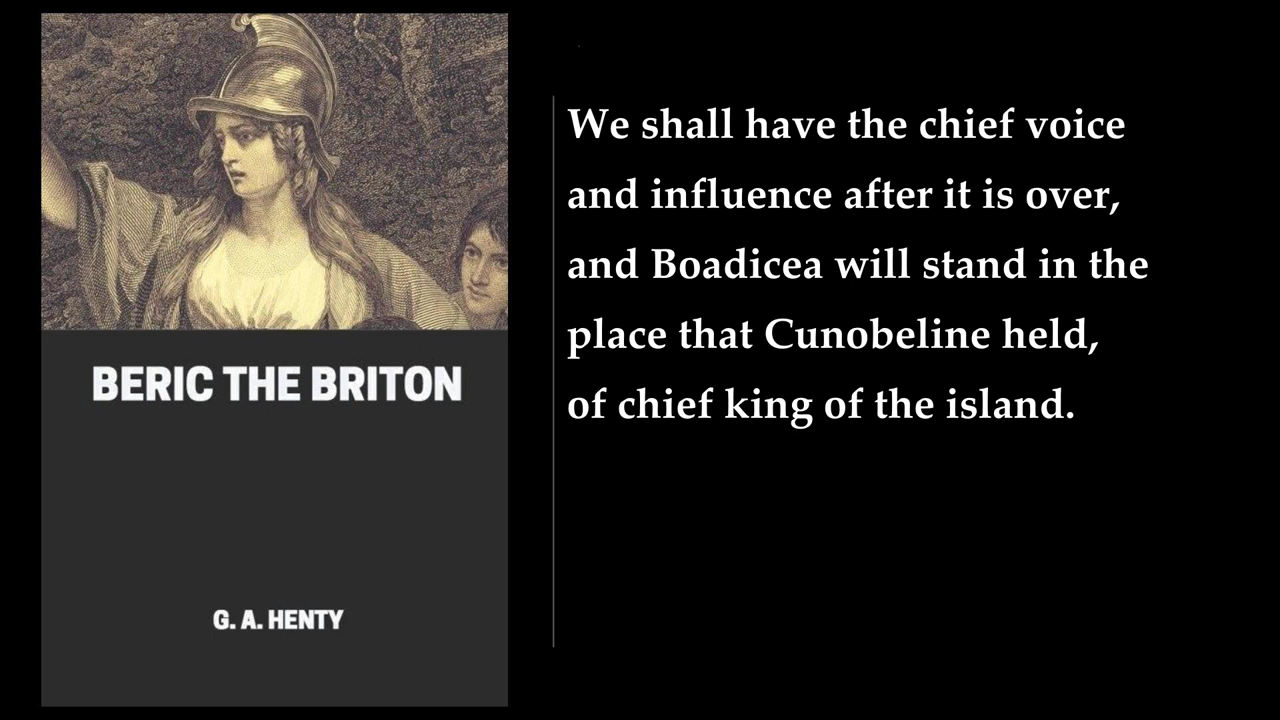 BERIC THE BRITON
G. A. HENTY
We shall have the chief voice
and influence after it is over,
and Boadicea will stand in the
place that Cunobeline held,
of chief king of the island.